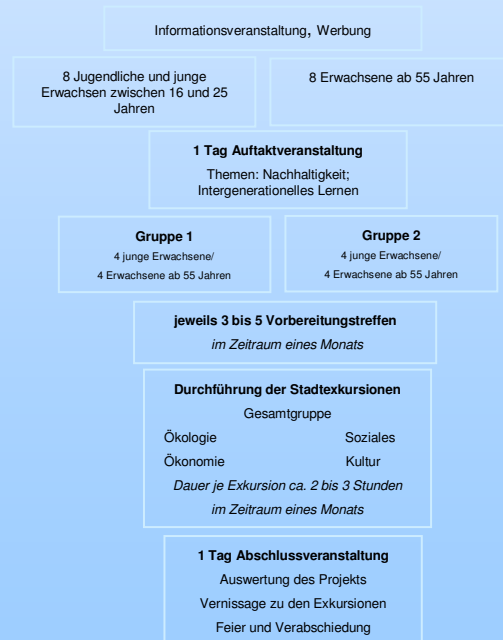 Informationsveranstaltung, Werbung
8 Jugendliche und junge
Erwachsen zwischen 16 und 25
Jahren
8 Erwachsene ab 55 Jahren
1 Tag Auftaktveranstaltung
Themen: Nachhaltigkeit;
Intergenerationelles Lernen
Gruppe 1
4 junge Erwachsene/
4 Erwachsene ab 55 Jahren
Gruppe 2
4 junge Erwachsene/
4 Erwachsene ab 55 Jahren
jeweils 3 bis 5 Vorbereitungstreffen
im Zeitraum eines Monats
Durchführung der Stadtexkursionen
Gesamtgruppe
Ökologie Soziales
Ökonomie Kultur
Dauer je Exkursion ca. 2 bis 3 Stunden
im Zeitraum eines Monats
1 Tag Abschlussveranstaltung
Auswertung des Projekts
Vernissage zu den Exkursionen
Feier und Verabschiedung